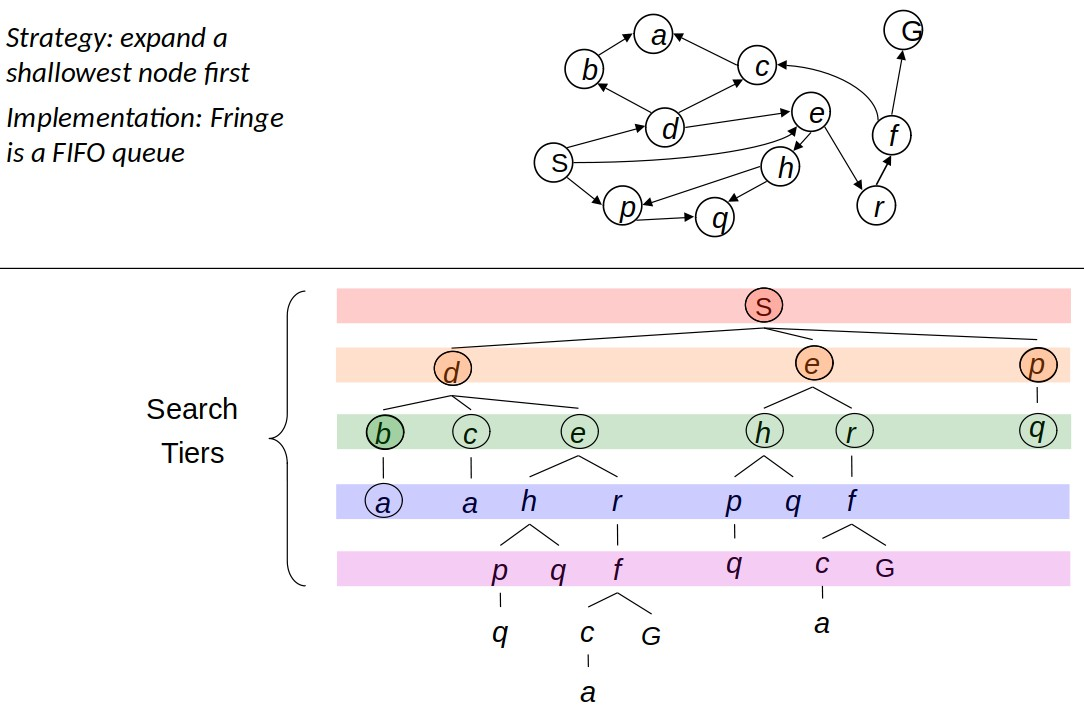 Strategy: expand a
shallowest node first
Implementation: Fringe
is a FIFO queue
a
G
b
c
e
d
f
S
h
p
r
q
S
d
e
p
Search
Tiers
b
c
e
h
r
q
a
a
h
r
p
q
f
p
q
f
q
c
G
q
c
G
a
a